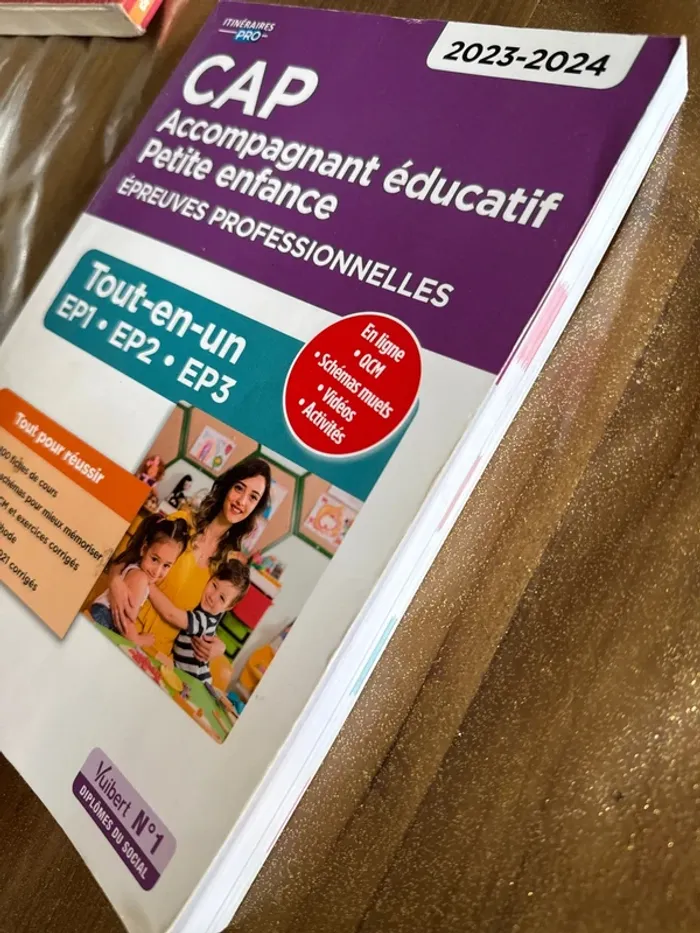 ITINÉRAIRES
PRO
2023-2024
CAP
Accompagnant éducatif
Petite enfance
ÉPREUVES PROFESSIONNELLES
Tout-en-un
EP1 • EP2 • EP3
En ligne
• QCM
• Schémas muets
• Vidéos
• Activités
Tout pour réussir
de cours
schémas pour mieux mémoriser
et exercices corrigés
corrigés
Vuibert N°1
DIPLÔMES DU SOCIAL